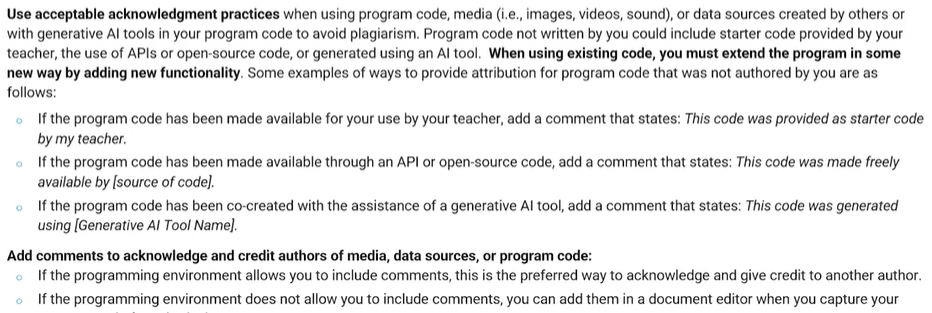 Use acceptable acknowledgment practices when using program code, media (i.e., images, videos, sound), or data sources created by others or
with generative AI tools in your program code to avoid plagiarism. Program code not written by you could include starter code provided by your
teacher, the use of APIs or open-source code, or generated using an AI tool. When using existing code, you must extend the program in some
new way by adding new functionality. Some examples of ways to provide attribution for program code that was not authored by you are as
follows:
If the program code has been made available for your use by your teacher, add a comment that states: This code was provided as starter code
by my teacher.
If the program code has been made available through an API or open-source code, add a comment that states: This code was made freely
available by [source of code].
If the program code has been co-created with the assistance of a generative AI tool, add a comment that states: This code was generated
using [Generative AI Tool Name].
Add comments to acknowledge and credit authors of media, data sources, or program code:
If the programming environment allows you to include comments, this is the preferred way to acknowledge and give credit to another author.
If the programming environment does not allow you to include comments, you can add them in a document editor when you capture your